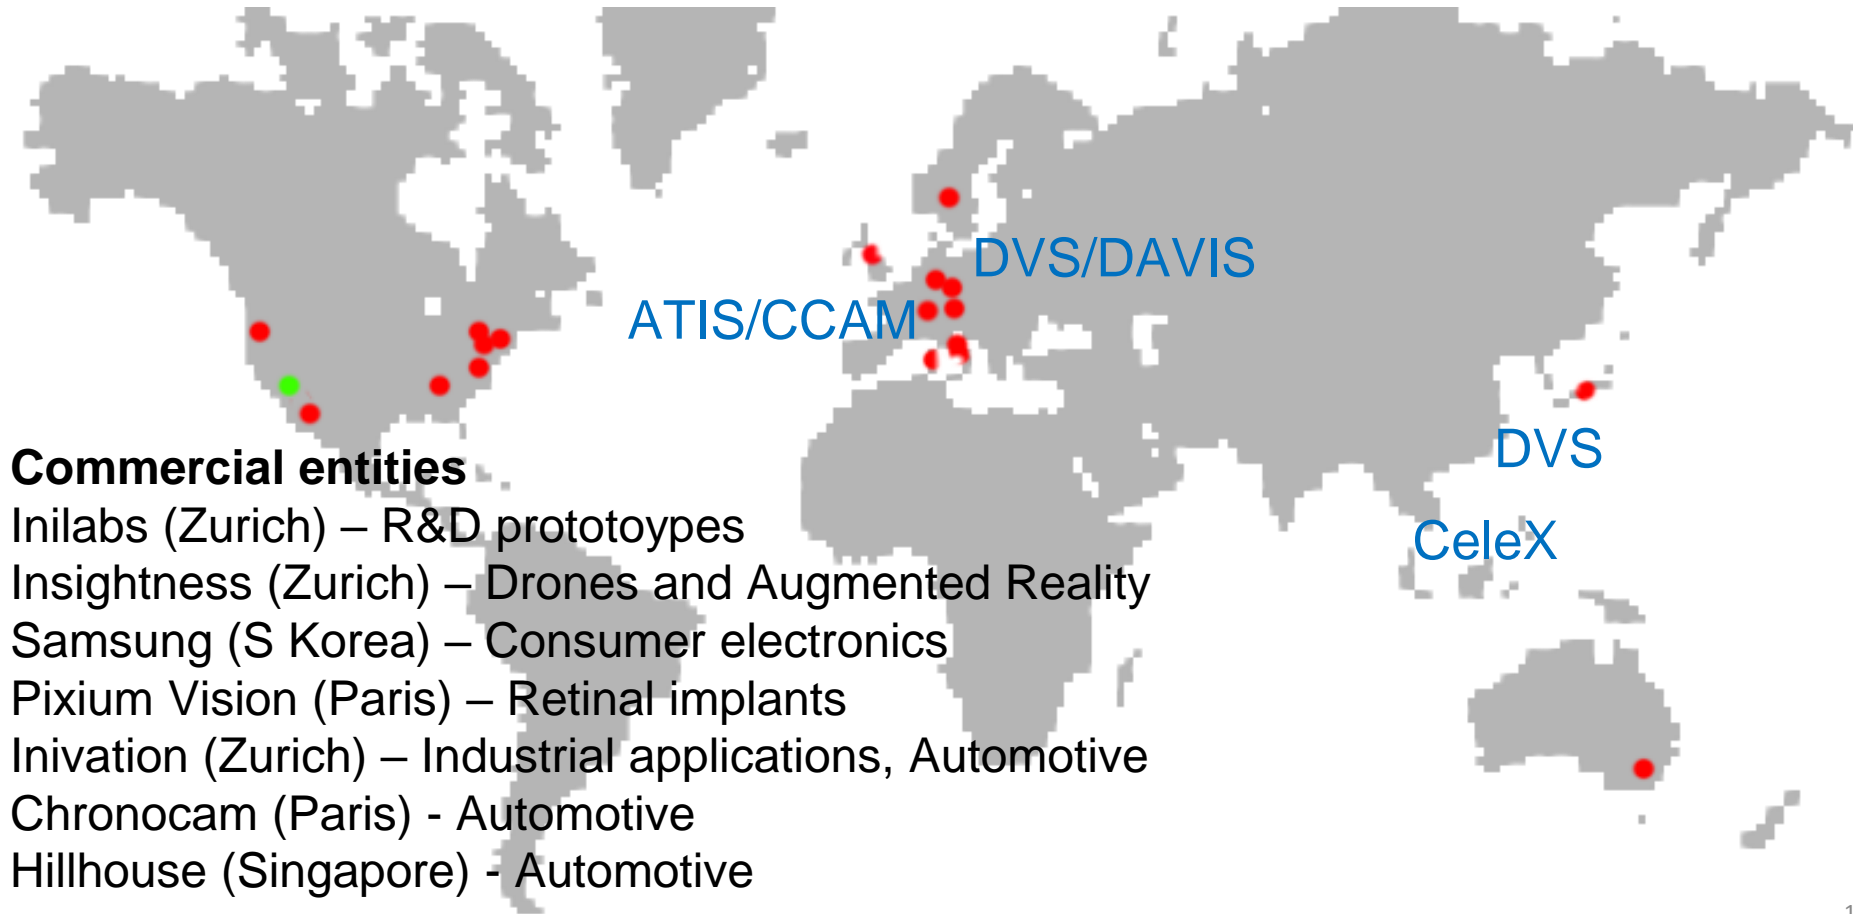 DVS/DAVIS
ATIS/CCAM
DVS
CeleX
Commercial entities
Inilabs (Zurich) – R&D prototoypes
Insightness (Zurich) – Drones and Augmented Reality
Samsung (S Korea) – Consumer electronics
Pixium Vision (Paris) – Retinal implants
Inivation (Zurich) – Industrial applications, Automotive
Chronocam (Paris) - Automotive
Hillhouse (Singapore) - Automotive